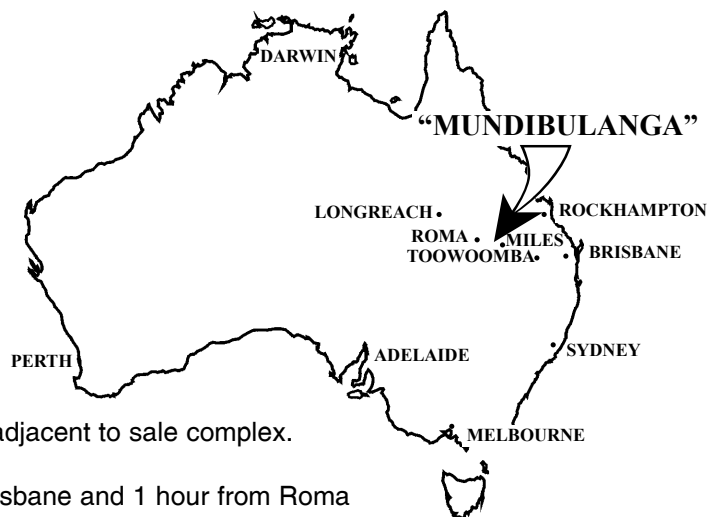 DARWIN
“MUNDIBULANGA”
LONGREACH
ROCKHAMPTON
ROMA
MILES
TOOWOOMBA
BRISBANE
SYDNEY
PERTH
ADELAIDE
adjacent to sale complex.
MELBOURNE
sbane and 1 hour from Roma